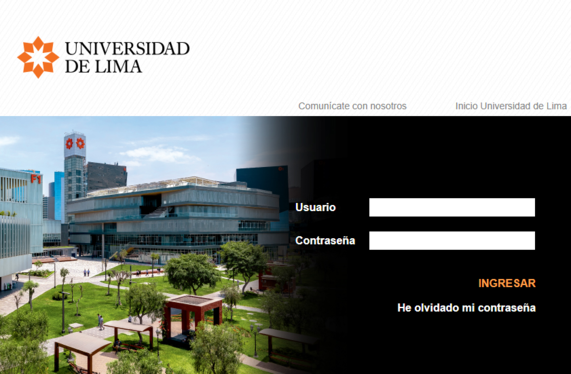 UNIVERSIDAD
DE LIMA
Comunícate con nosotros
Inicio Universidad de Lima
Usuario
Contraseña
INGRESAR
He olvidado mi contraseña